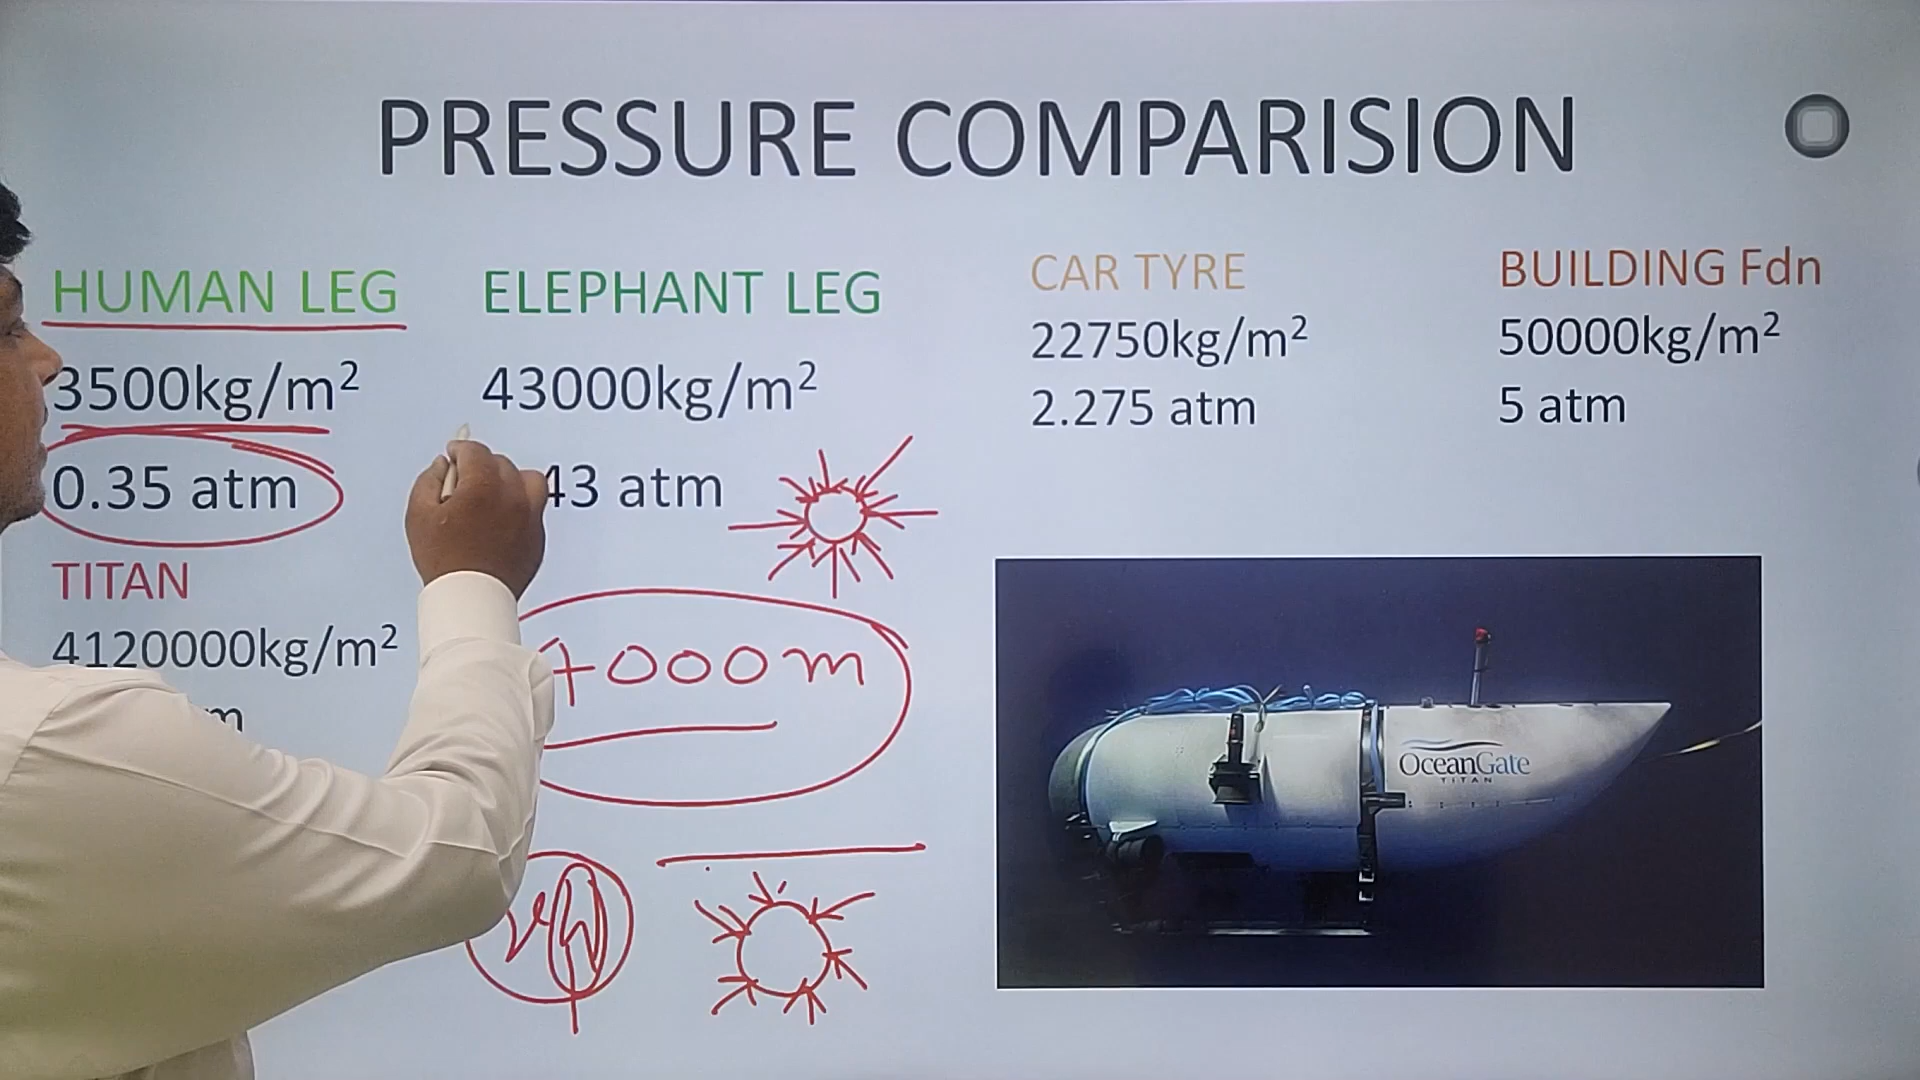 PRESSURE COMPARISION
HUMAN LEG
3500kg/m²
0.35 atm
ELEPHANT LEG
43000kg/m²
43 atm
CAR TYRE
22750kg/m²
2.275 atm
BUILDING Fdn
50000kg/m²
5 atm
TITAN
4120000kg/m²
m
000m
OceanGate
TITAN